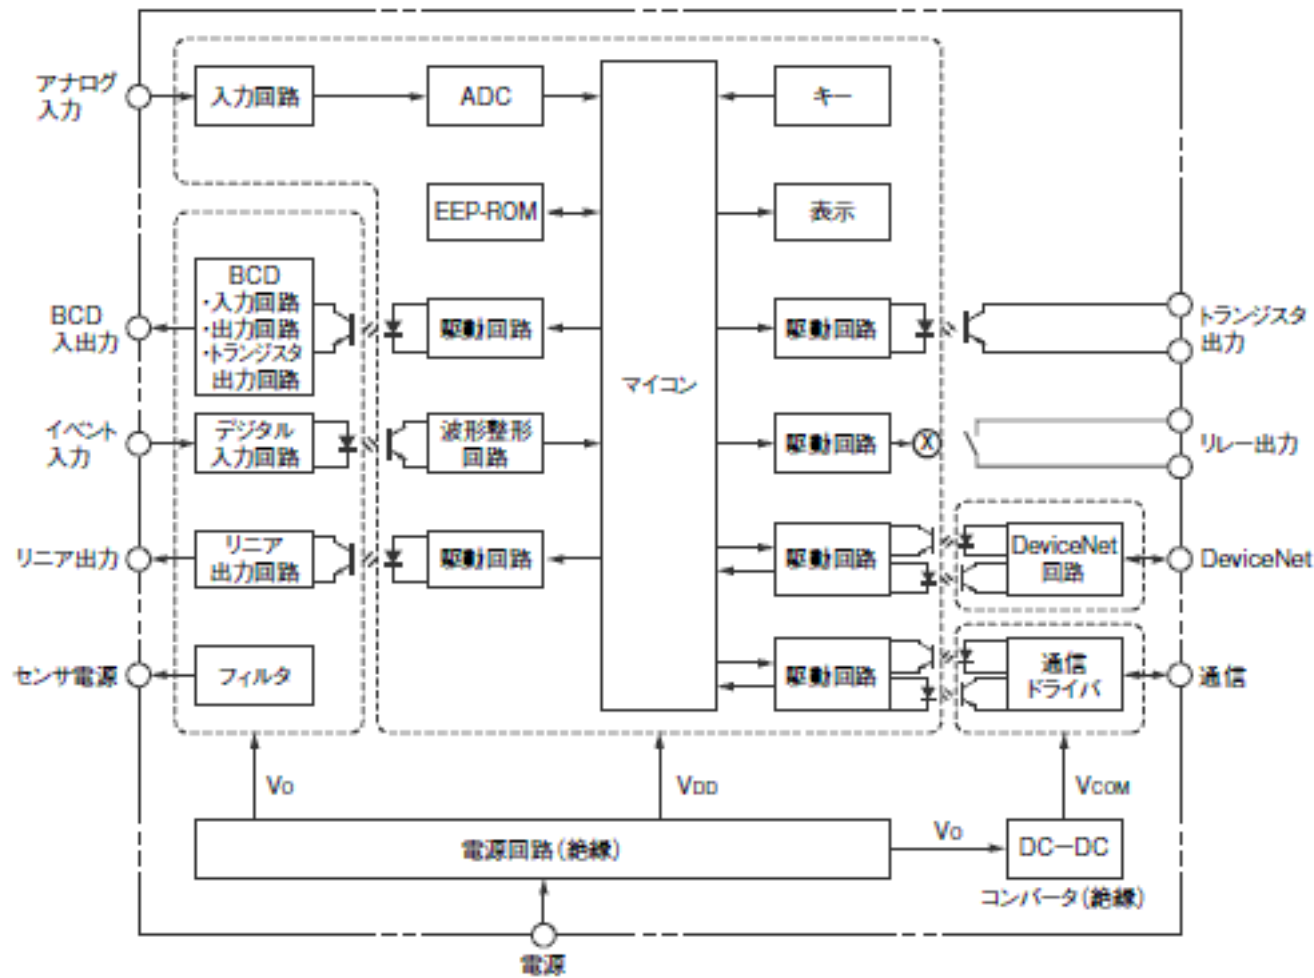 アナログ
入力
入力回路
ADC
キー
EEP-ROM
表示
BCD
入出力
BCD
・入力回路
・出力回路
・トランジスタ
出力回路
駆動回路
マイコン
駆動回路
トランジスタ
出力
イベント
入力
デジタル
入力回路
波形整形
回路
駆動回路
X
リレー出力
リニア出力
リニア
出力回路
駆動回路
駆動回路
DeviceNet
回路
DeviceNet
センサ電源
フィルタ
駆動回路
通信
ドライバ
通信
VO
VDD
VCOM
電源回路(絶縁)
VO
DC−DC
コンバータ(絶縁)
電源